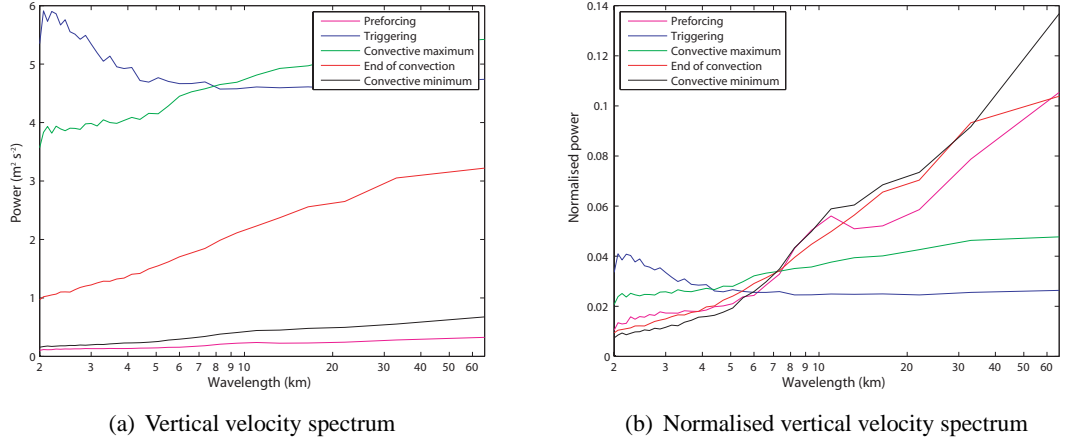 6
5
4
3
2
1
0
Power (m² s⁻²)
2 3 4 5 6 7 8 9 10 20 30 40 50 60
Wavelength (km)
Preforcing
Triggering
Convective maximum
End of convection
Convective minimum
(a) Vertical velocity spectrum
0.14
0.12
0.1
0.08
0.06
0.04
0.02
0
Normalised power
2 3 4 5 6 7 8 9 10 20 30 40 50 60
Wavelength (km)
Preforcing
Triggering
Convective maximum
End of convection
Convective minimum
(b) Normalised vertical velocity spectrum